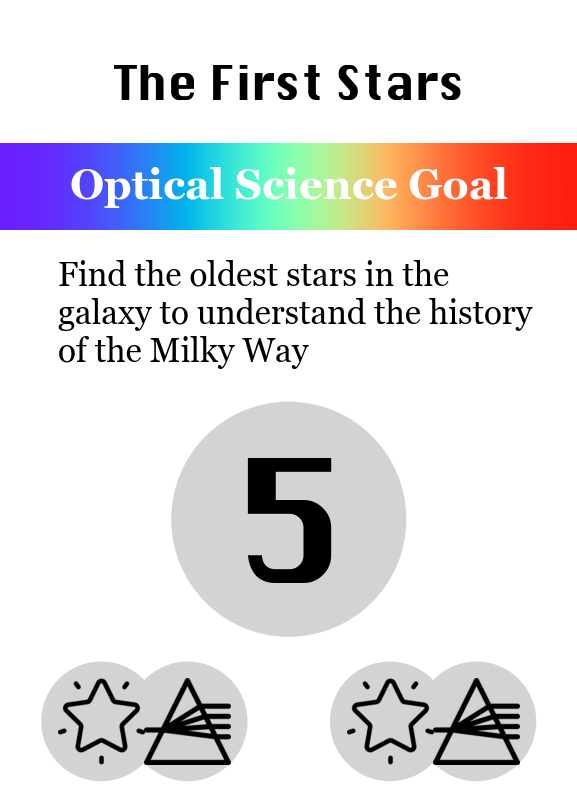 The First Stars
Optical Science Goal
Find the oldest stars in the
galaxy to understand the history
of the Milky Way
5